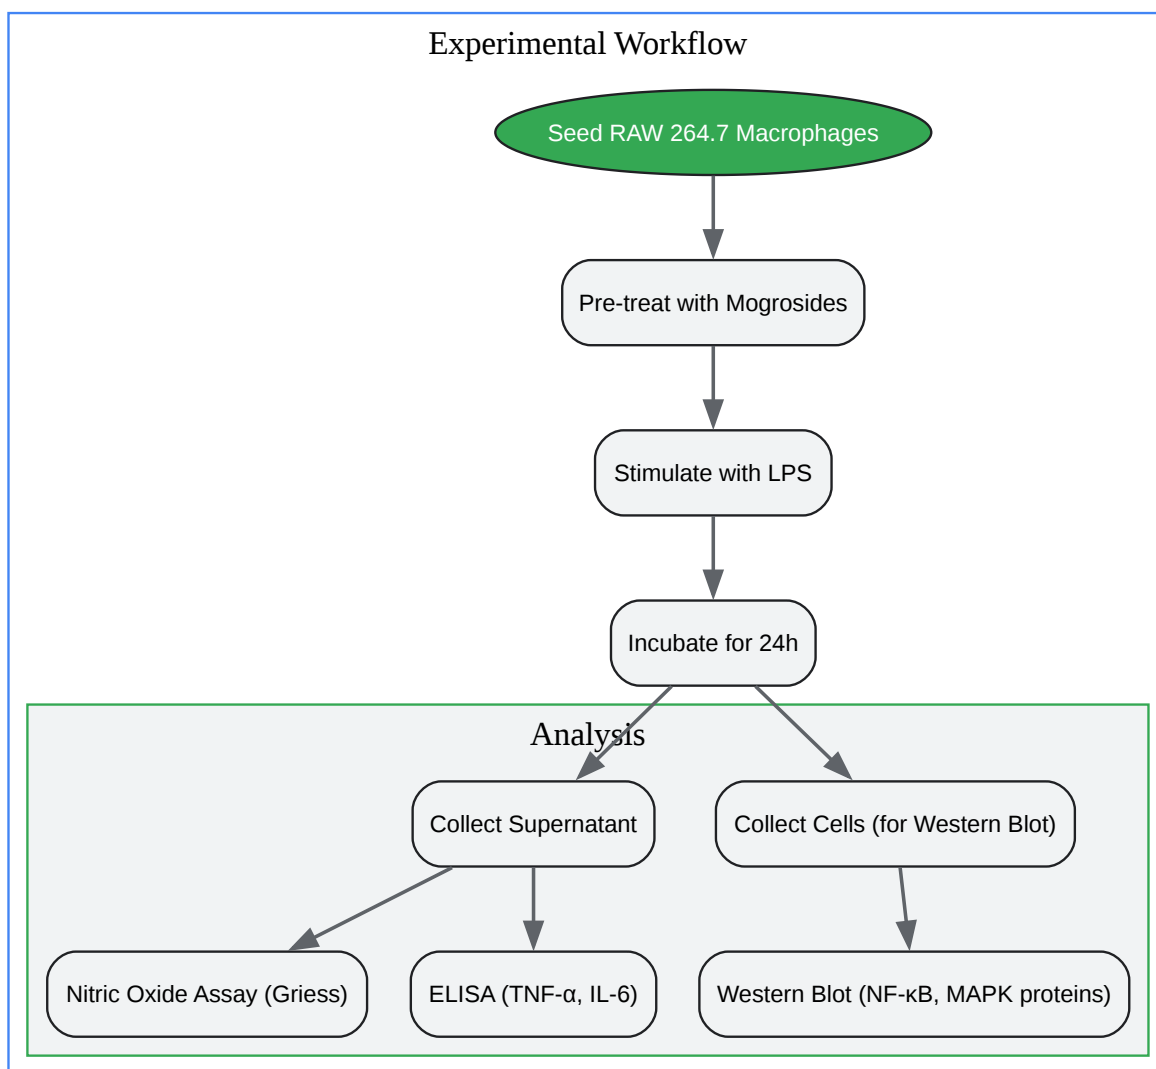 Experimental Workflow
Seed RAW 264.7 Macrophages
Pre-treat with Mogrosides
Stimulate with LPS
Incubate for 24h
Analysis
Collect Supernatant
Collect Cells (for Western Blot)
Nitric Oxide Assay (Griess)
ELISA (TNF-α, IL-6)
Western Blot (NF-κB, MAPK proteins)